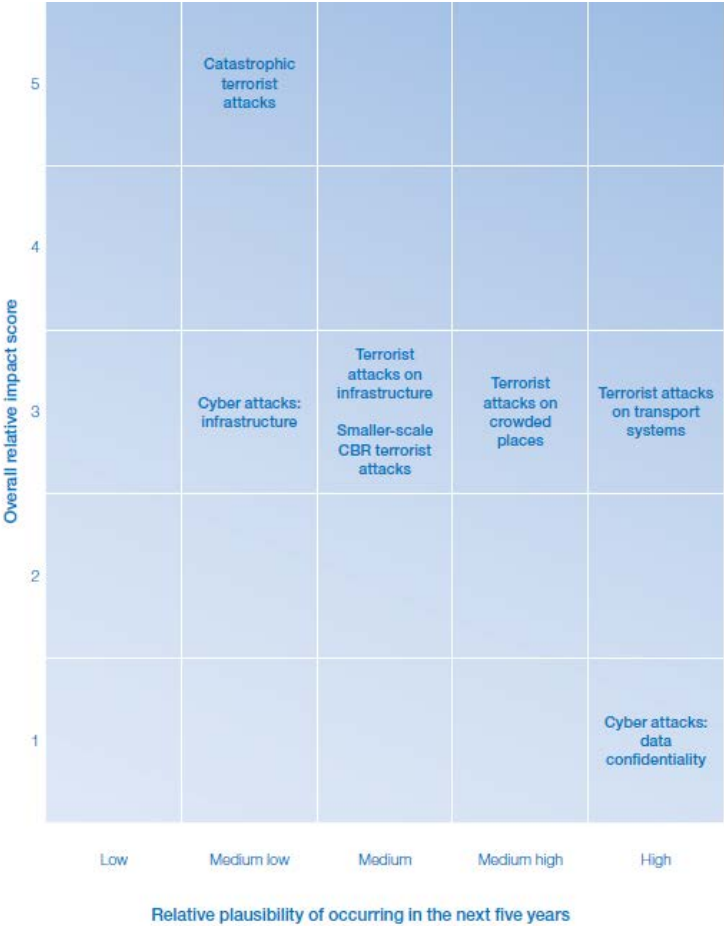 Overall relative impact score
5
Catastrophic
terrorist
attacks
4
3
Cyber attacks:
infrastructure
Terrorist
attacks on
infrastructure
Smaller-scale
CBR terrorist
attacks
Terrorist
attacks on
crowded
places
Terrorist attacks
on transport
systems
2
1
Cyber attacks:
data
confidentiality
Low
Medium low
Medium
Medium high
High
Relative plausibility of occurring in the next five years